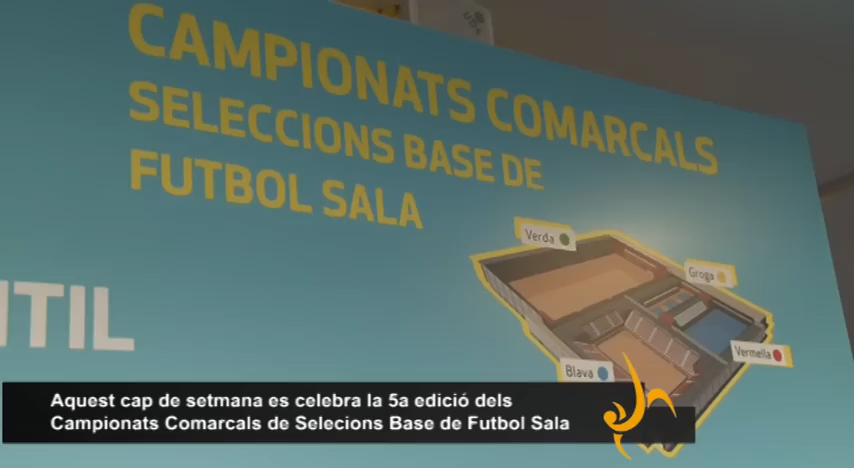 CAMPIONATS COMARCALS
SELECCIONS BASE DE
FUTBOL SALA
Verda
Groga
Vermella
Blava
TIL
Aquest cap de setmana es celebra la 5a edició dels
Campionats Comarcals de Selecions Base de Futbol Sala